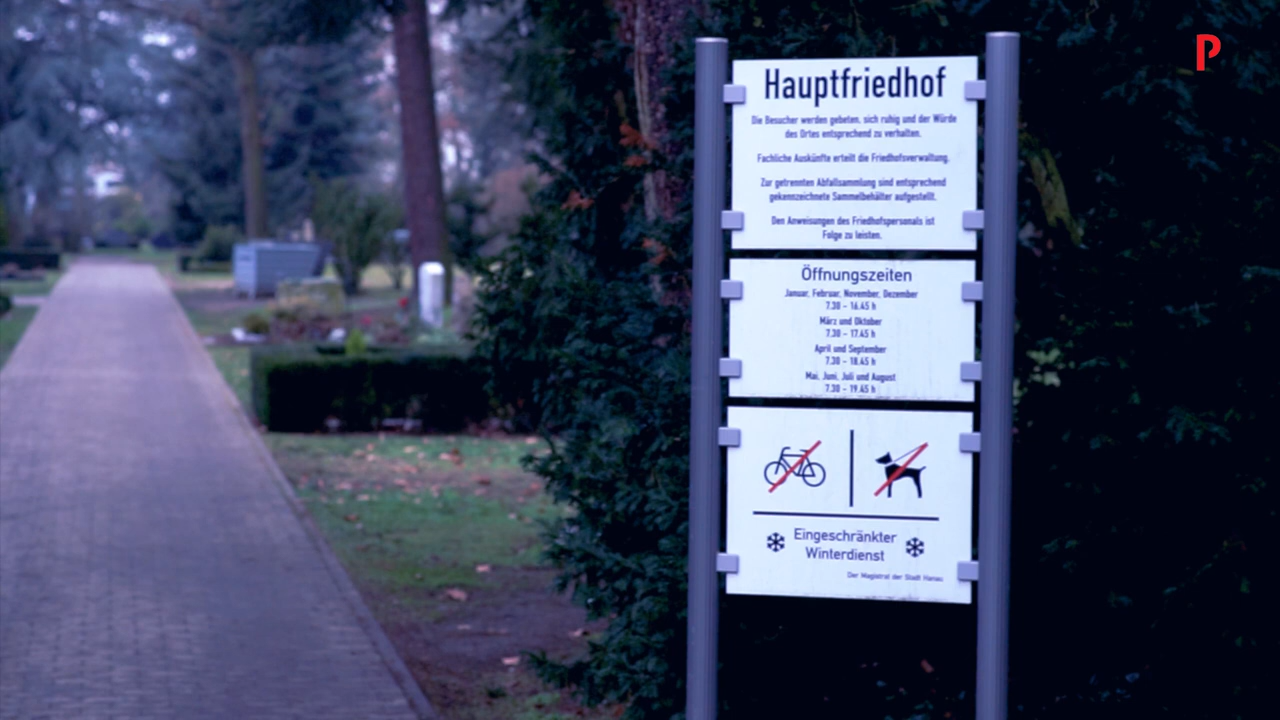 P
Hauptfriedhof
Die Besucher werden gebeten, sich ruhig und der Würde
des Ortes entsprechend zu verhalten.
Fachliche Auskünfte erteilt die Friedhofsverwaltung.
Zur getrennten Abfallsammlung sind entsprechend
gekennzeichnete Sammelbehälter aufgestellt.
Den Anweisungen des Friedhofspersonals ist
Folge zu leisten.
Öffnungszeiten
Januar, Februar, November, Dezember
7.30 – 16.45 h
März und Oktober
7.30 – 17.45 h
April und September
7.30 – 18.45 h
Mai, Juni, Juli und August
7.30 – 19.45 h
Eingeschränkter
Winterdienst
Der Magistrat der Stadt Hanau